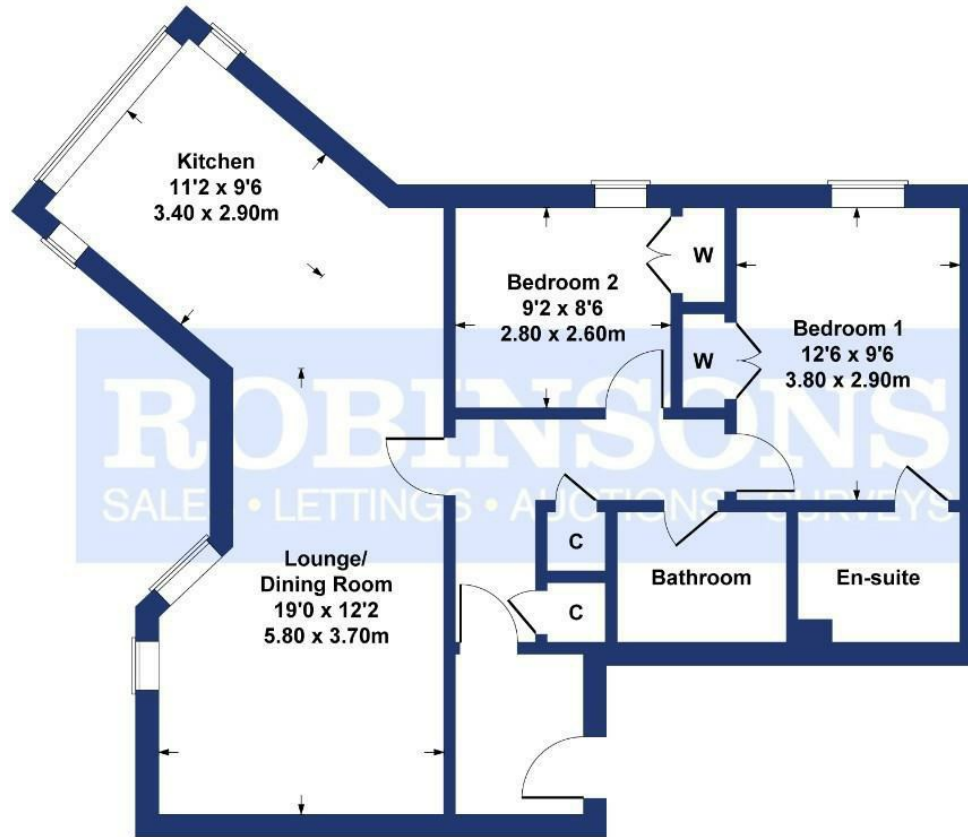 Kitchen
11'2 x 9'6
3.40 x 2.90m
Bedroom 2
9'2 x 8'6
2.80 x 2.60m
W
W
Bedroom 1
12'6 x 9'6
3.80 x 2.90m
ROBINSONS
SALES • LETTINGS • AUCTIONS • SURVEYS
Lounge/
Dining Room
19'0 x 12'2
5.80 x 3.70m
C
C
Bathroom
En-suite